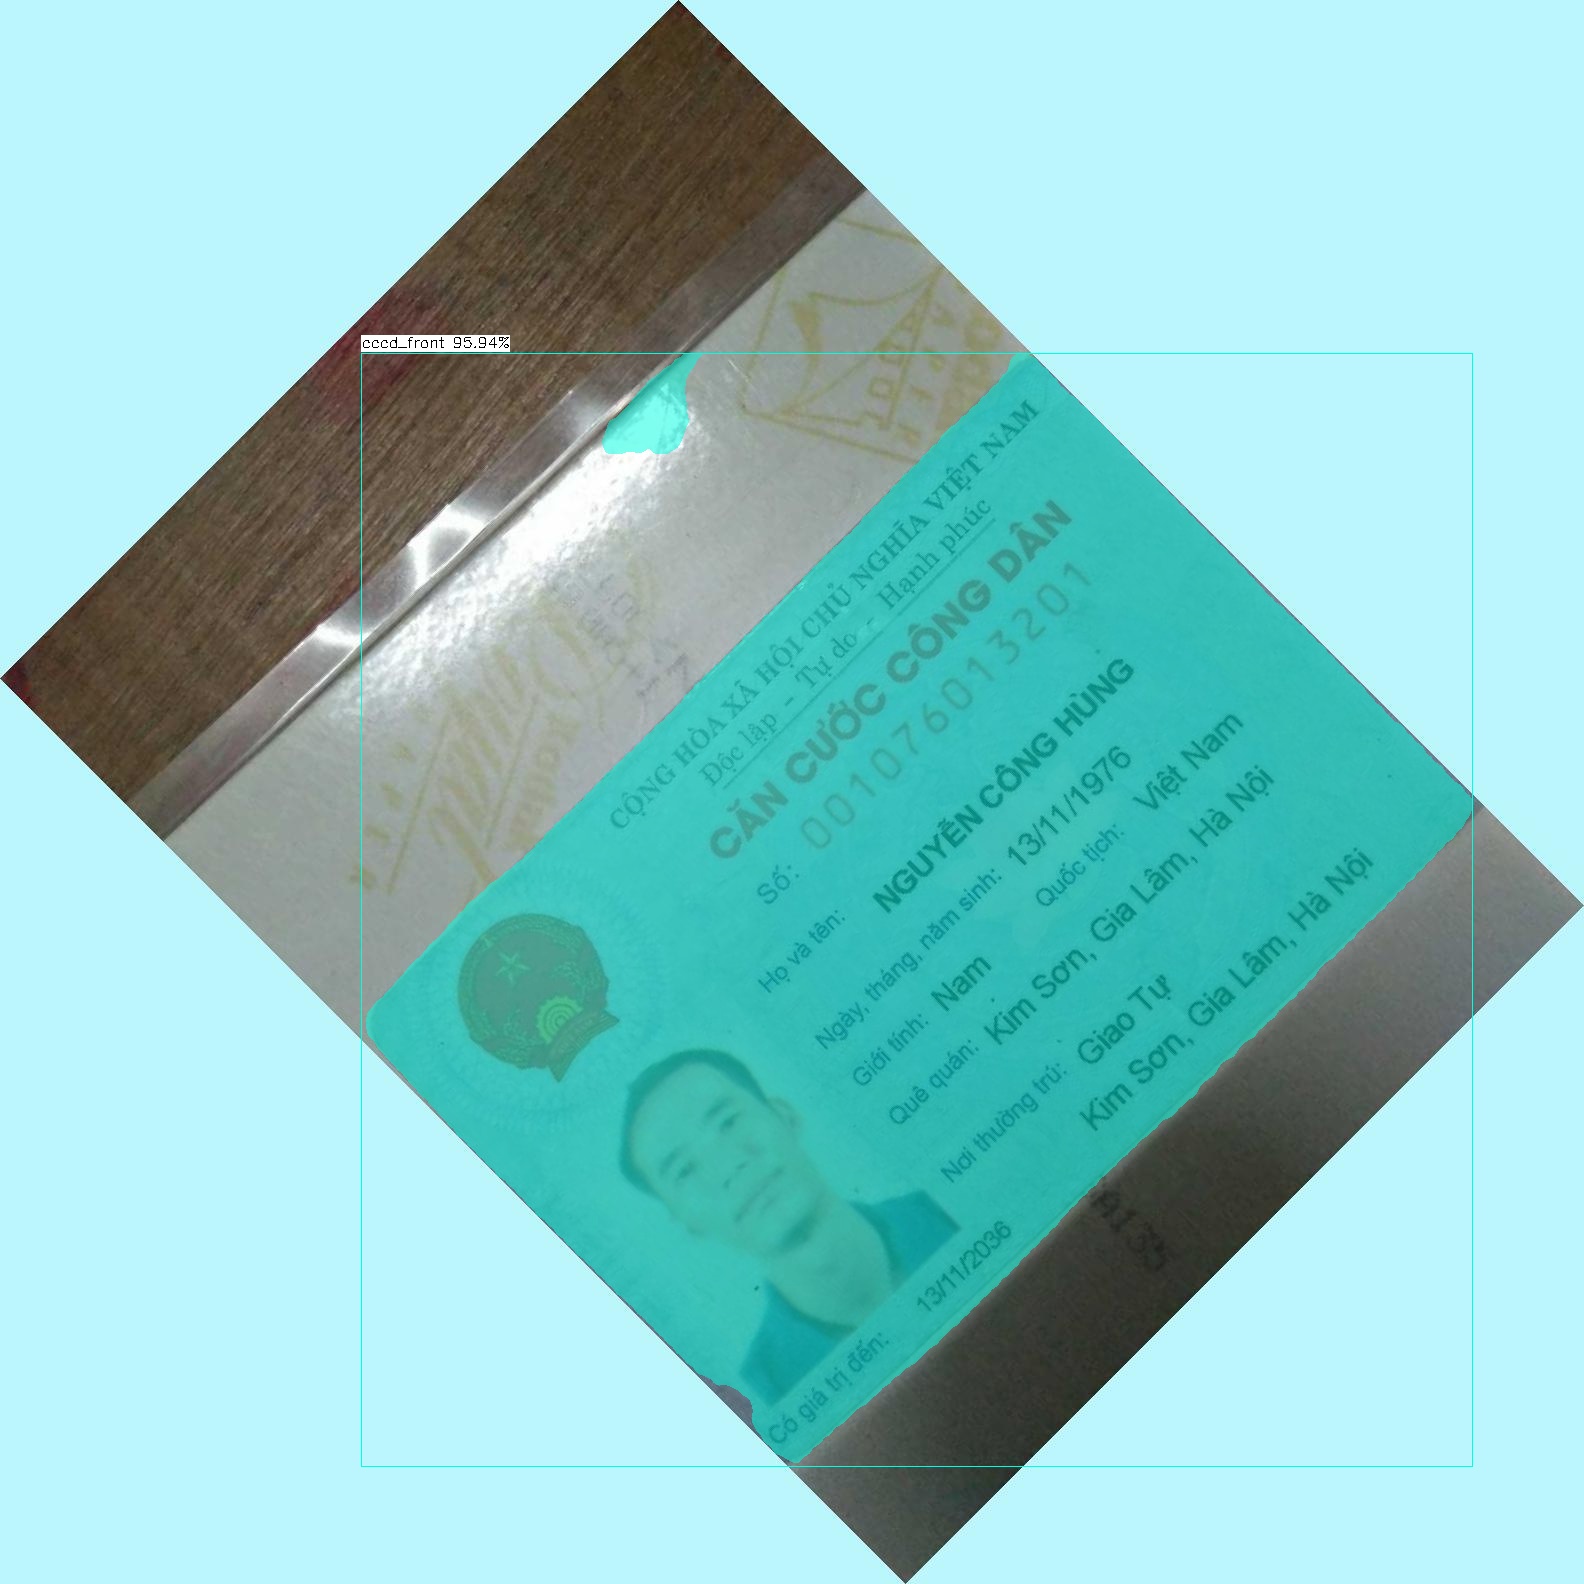 cccd_front 95.94%
CỘNG HÒA XÃ HỘI CHỦ NGHĨA VIỆT NAM
Độc lập - Tự do - Hạnh phúc
CĂN CƯỚC CÔNG DÂN
Số: 001076013201
Họ và tên: NGUYỄN CÔNG HÙNG
Ngày, tháng, năm sinh: 13/11/1976
Giới tính: Nam Quốc tịch: Việt Nam
Quê quán: Kim Sơn, Gia Lâm, Hà Nội
Nơi thường trú: Giao Tự
Kim Sơn, Gia Lâm, Hà Nội
Có giá trị đến: 13/11/2036